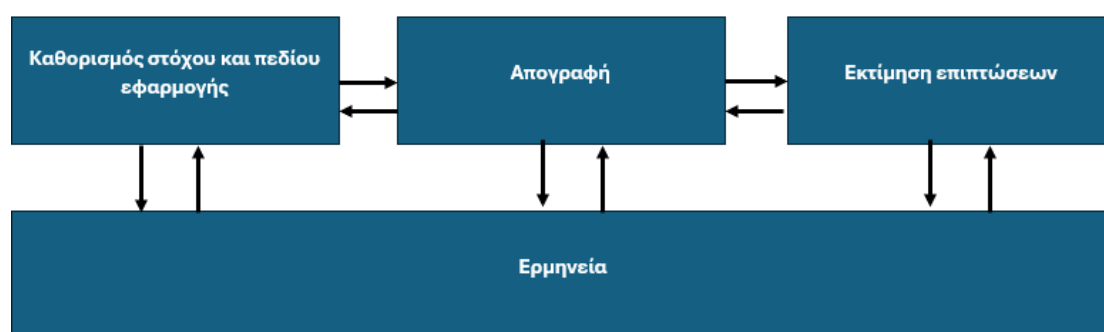 Καθορισμός στόχου και πεδίου
εφαρμογής
Απογραφή
Εκτίμηση επιπτώσεων
Ερμηνεία